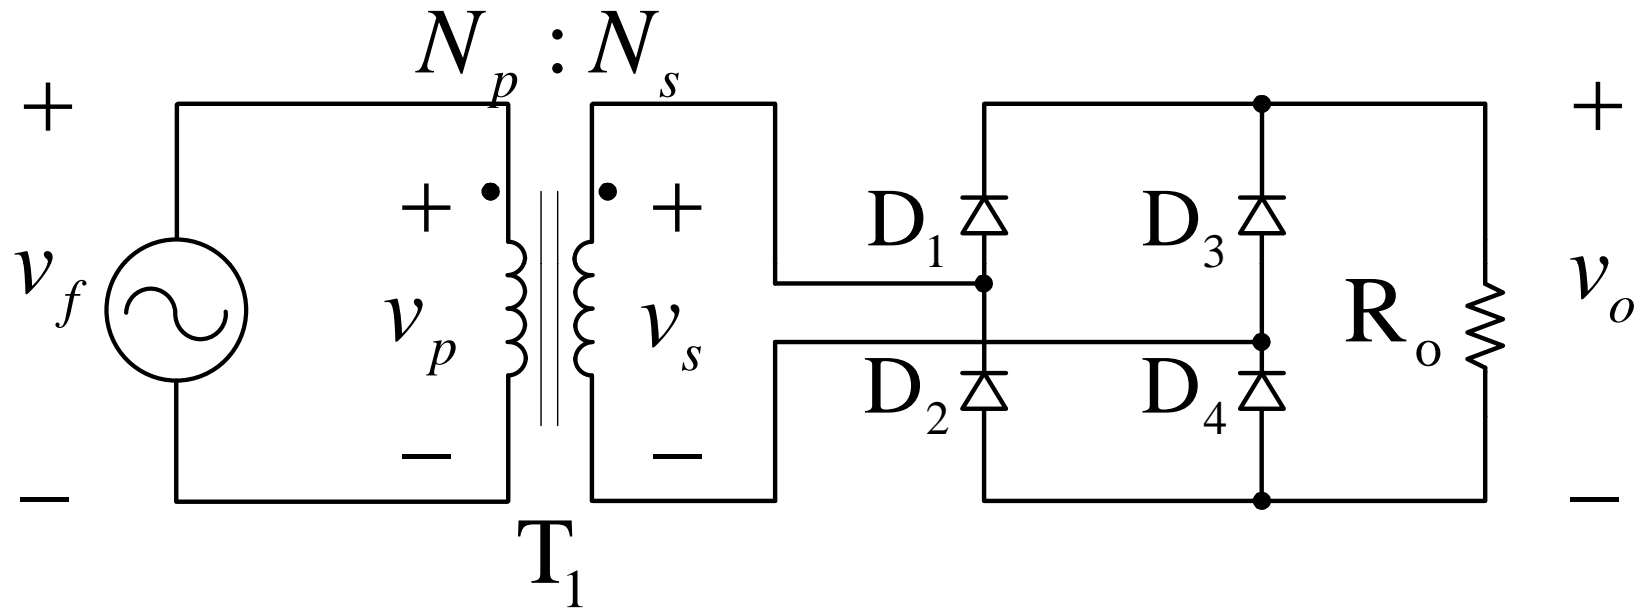 N_p : N_s
+ + + +
D_1 D_3
v_f v_p v_s R_o v_o
D_2 D_4
− − − −
T_1